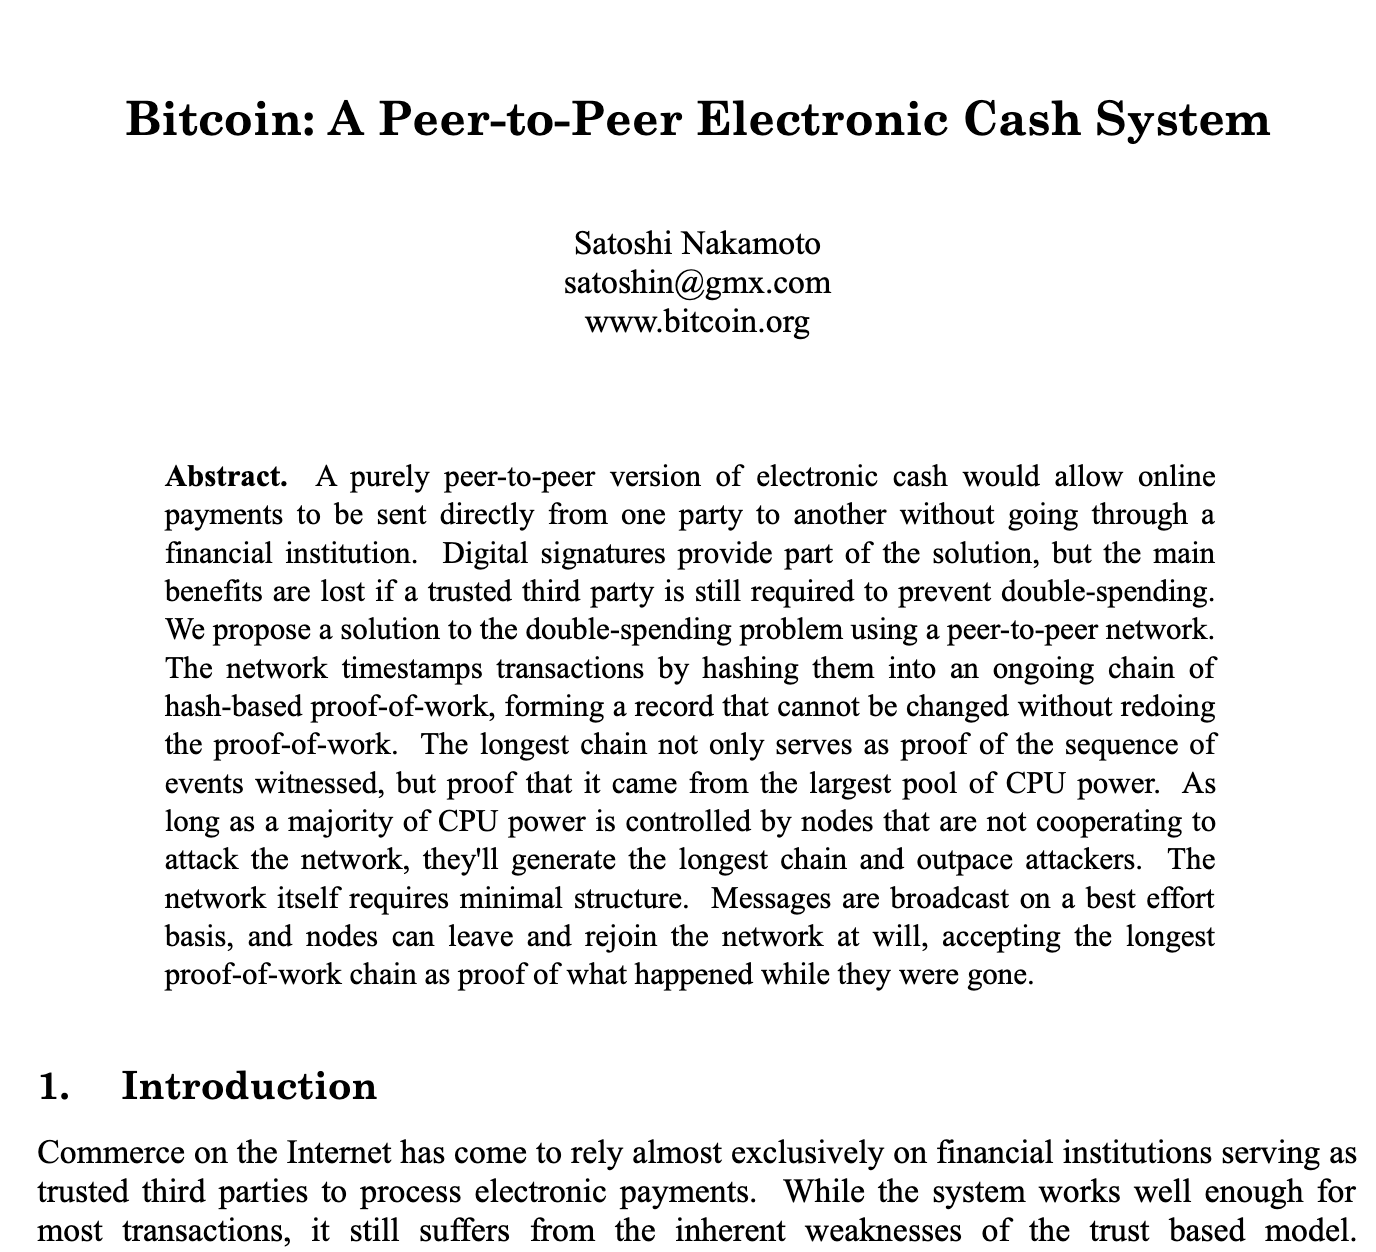 Bitcoin: A Peer-to-Peer Electronic Cash System
Satoshi Nakamoto
satoshin@gmx.com
www.bitcoin.org
Abstract. A purely peer-to-peer version of electronic cash would allow online
payments to be sent directly from one party to another without going through a
financial institution. Digital signatures provide part of the solution, but the main
benefits are lost if a trusted third party is still required to prevent double-spending.
We propose a solution to the double-spending problem using a peer-to-peer network.
The network timestamps transactions by hashing them into an ongoing chain of
hash-based proof-of-work, forming a record that cannot be changed without redoing
the proof-of-work. The longest chain not only serves as proof of the sequence of
events witnessed, but proof that it came from the largest pool of CPU power. As
long as a majority of CPU power is controlled by nodes that are not cooperating to
attack the network, they'll generate the longest chain and outpace attackers. The
network itself requires minimal structure. Messages are broadcast on a best effort
basis, and nodes can leave and rejoin the network at will, accepting the longest
proof-of-work chain as proof of what happened while they were gone.
1. Introduction
Commerce on the Internet has come to rely almost exclusively on financial institutions serving as
trusted third parties to process electronic payments. While the system works well enough for
most transactions, it still suffers from the inherent weaknesses of the trust based model.